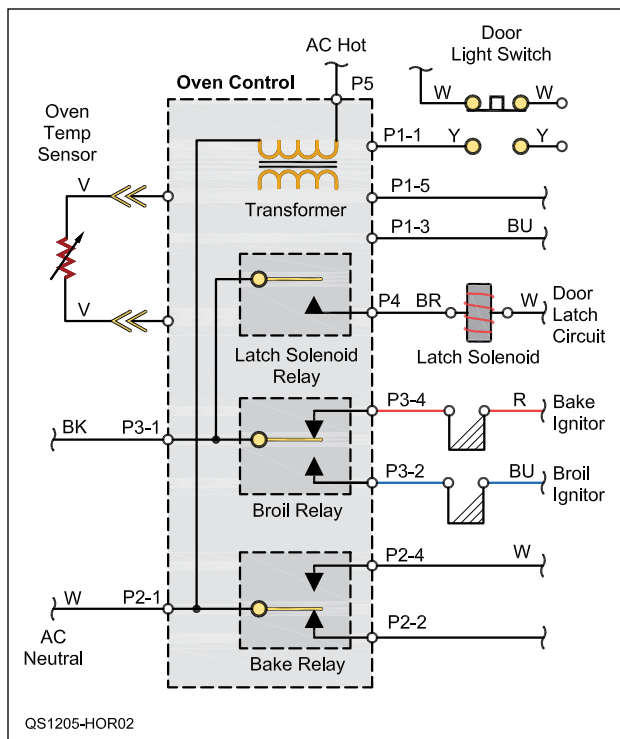 AC Hot
Door
Light Switch
Oven Control
P5
W
W
Oven
Temp
Sensor
P1-1
Y
Y
V
Transformer
P1-5
P1-3
BU
V
P4
BR
W
Door
Latch
Circuit
Latch Solenoid
Relay
Latch Solenoid
BK
P3-1
P3-4
R
Bake
Ignitor
P3-2
BU
Broil
Ignitor
Broil Relay
P2-4
W
W
P2-1
AC
Neutral
P2-2
Bake Relay
QS1205-HOR02